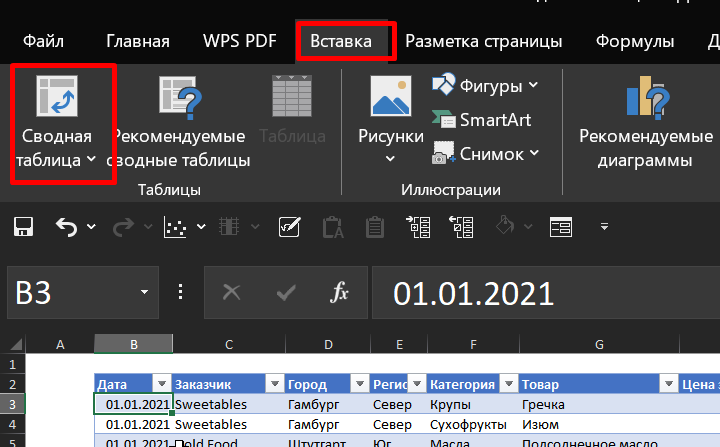 Файл Главная WPS PDF Вставка Разметка страницы Формулы
Сводная таблица
Рекомендуемые сводные таблицы
Таблица
Таблицы
Рисунки
Фигуры
SmartArt
Снимок
Иллюстрации
Рекомендуемые диаграммы
B3 fx 01.01.2021
A B C D E F G
1
2 Дата Заказчик Город Регио Категория Товар Цена
3 01.01.2021 Sweetables Гамбург Север Крупы Гречка
4 01.01.2021 Sweetables Гамбург Север Сухофрукты Изюм
5 01.01.2021 Food Штутгарт Юг Масла Подсолнечное масло